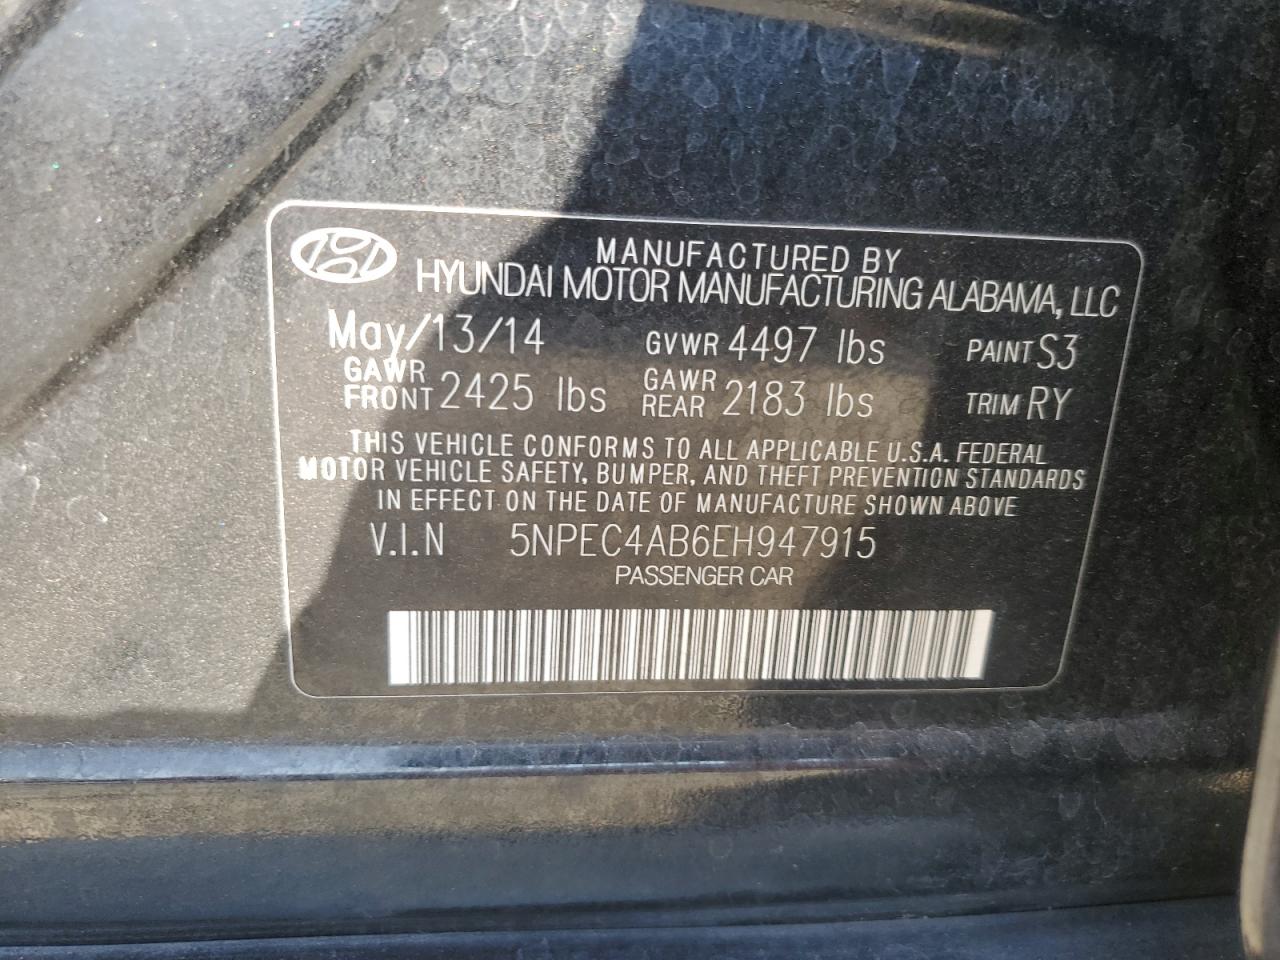 MANUFACTURED BY
HYUNDAI MOTOR MANUFACTURING ALABAMA, LLC
May/13/14 GVWR 4497 lbs PAINT S3
GAWR FRONT 2425 lbs GAWR REAR 2183 lbs TRIM RY
THIS VEHICLE CONFORMS TO ALL APPLICABLE U.S.A. FEDERAL
MOTOR VEHICLE SAFETY, BUMPER, AND THEFT PREVENTION STANDARDS
IN EFFECT ON THE DATE OF MANUFACTURE SHOWN ABOVE
V.I.N 5NPEC4AB6EH947915
PASSENGER CAR